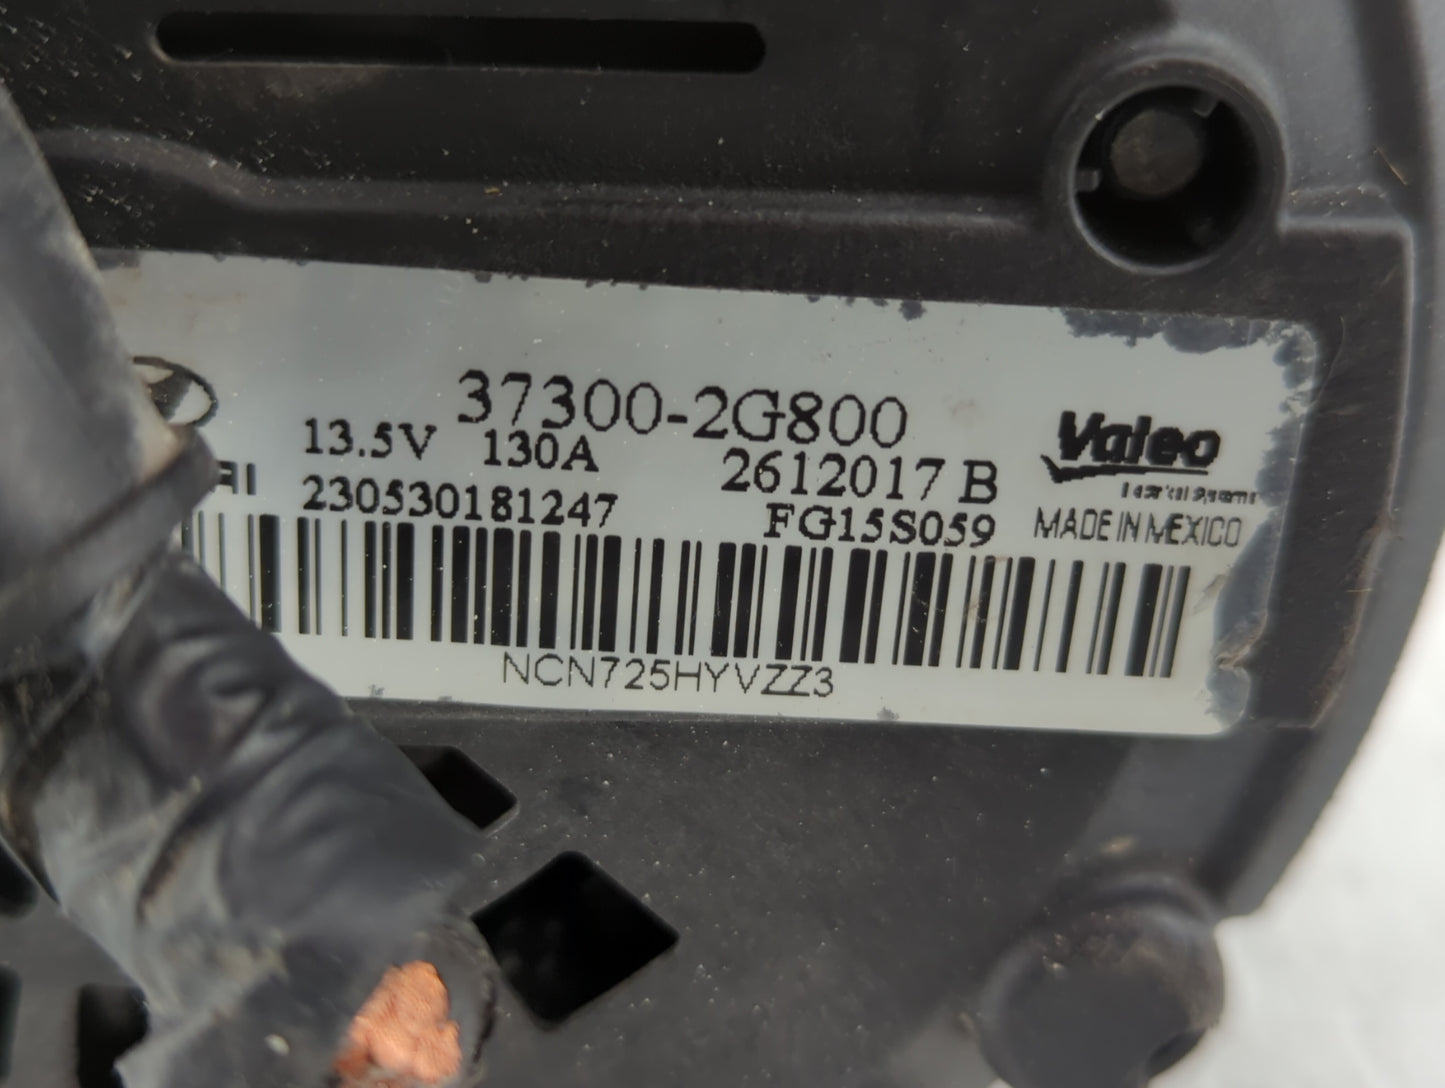 37300-2G800
13.5V 130A
2612017 B
Valeo
230530181247
FG15S059
MADE IN MEXICO
NCN725HYVZZ3